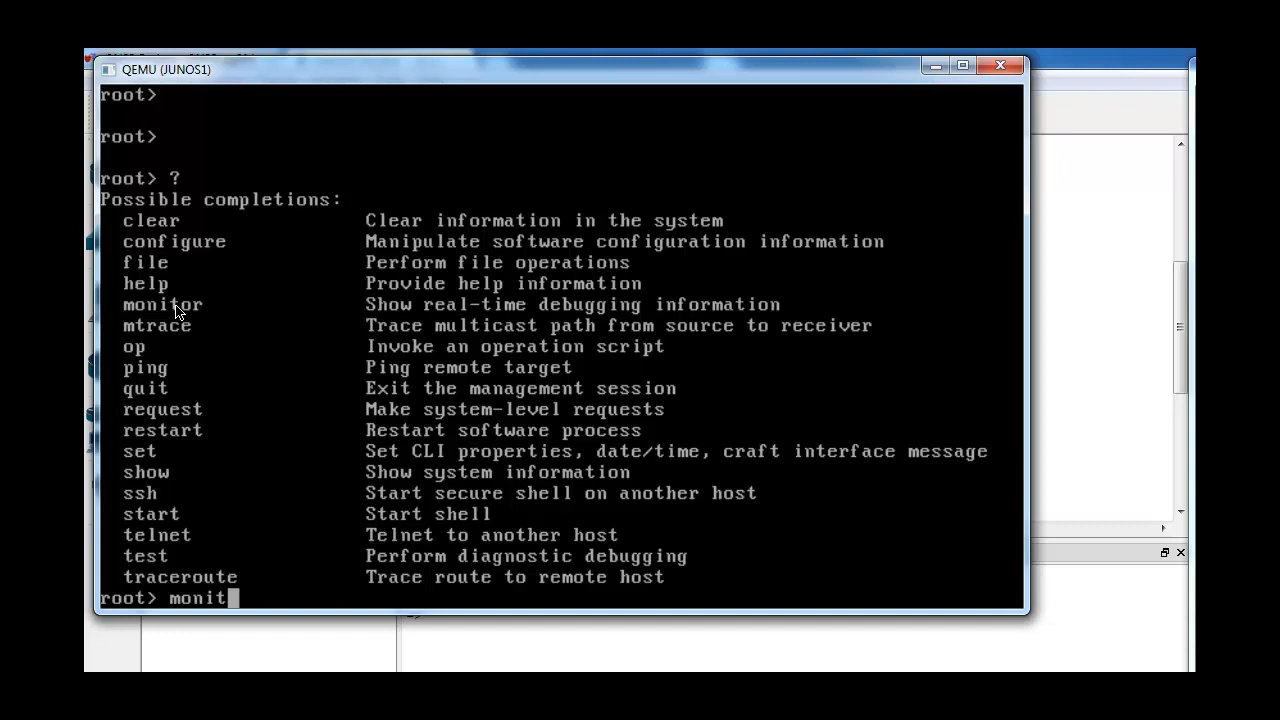 QEMU (JUNOS1)
root>
root>
root> ?
Possible completions:
clear Clear information in the system
configure Manipulate software configuration information
file Perform file operations
help Provide help information
monitor Show real-time debugging information
mtrace Trace multicast path from source to receiver
op Invoke an operation script
ping Ping remote target
quit Exit the management session
request Make system-level requests
restart Restart software process
set Set CLI properties, date/time, craft interface message
show Show system information
ssh Start secure shell on another host
start Start shell
telnet Telnet to another host
test Perform diagnostic debugging
traceroute Trace route to remote host
root> monit